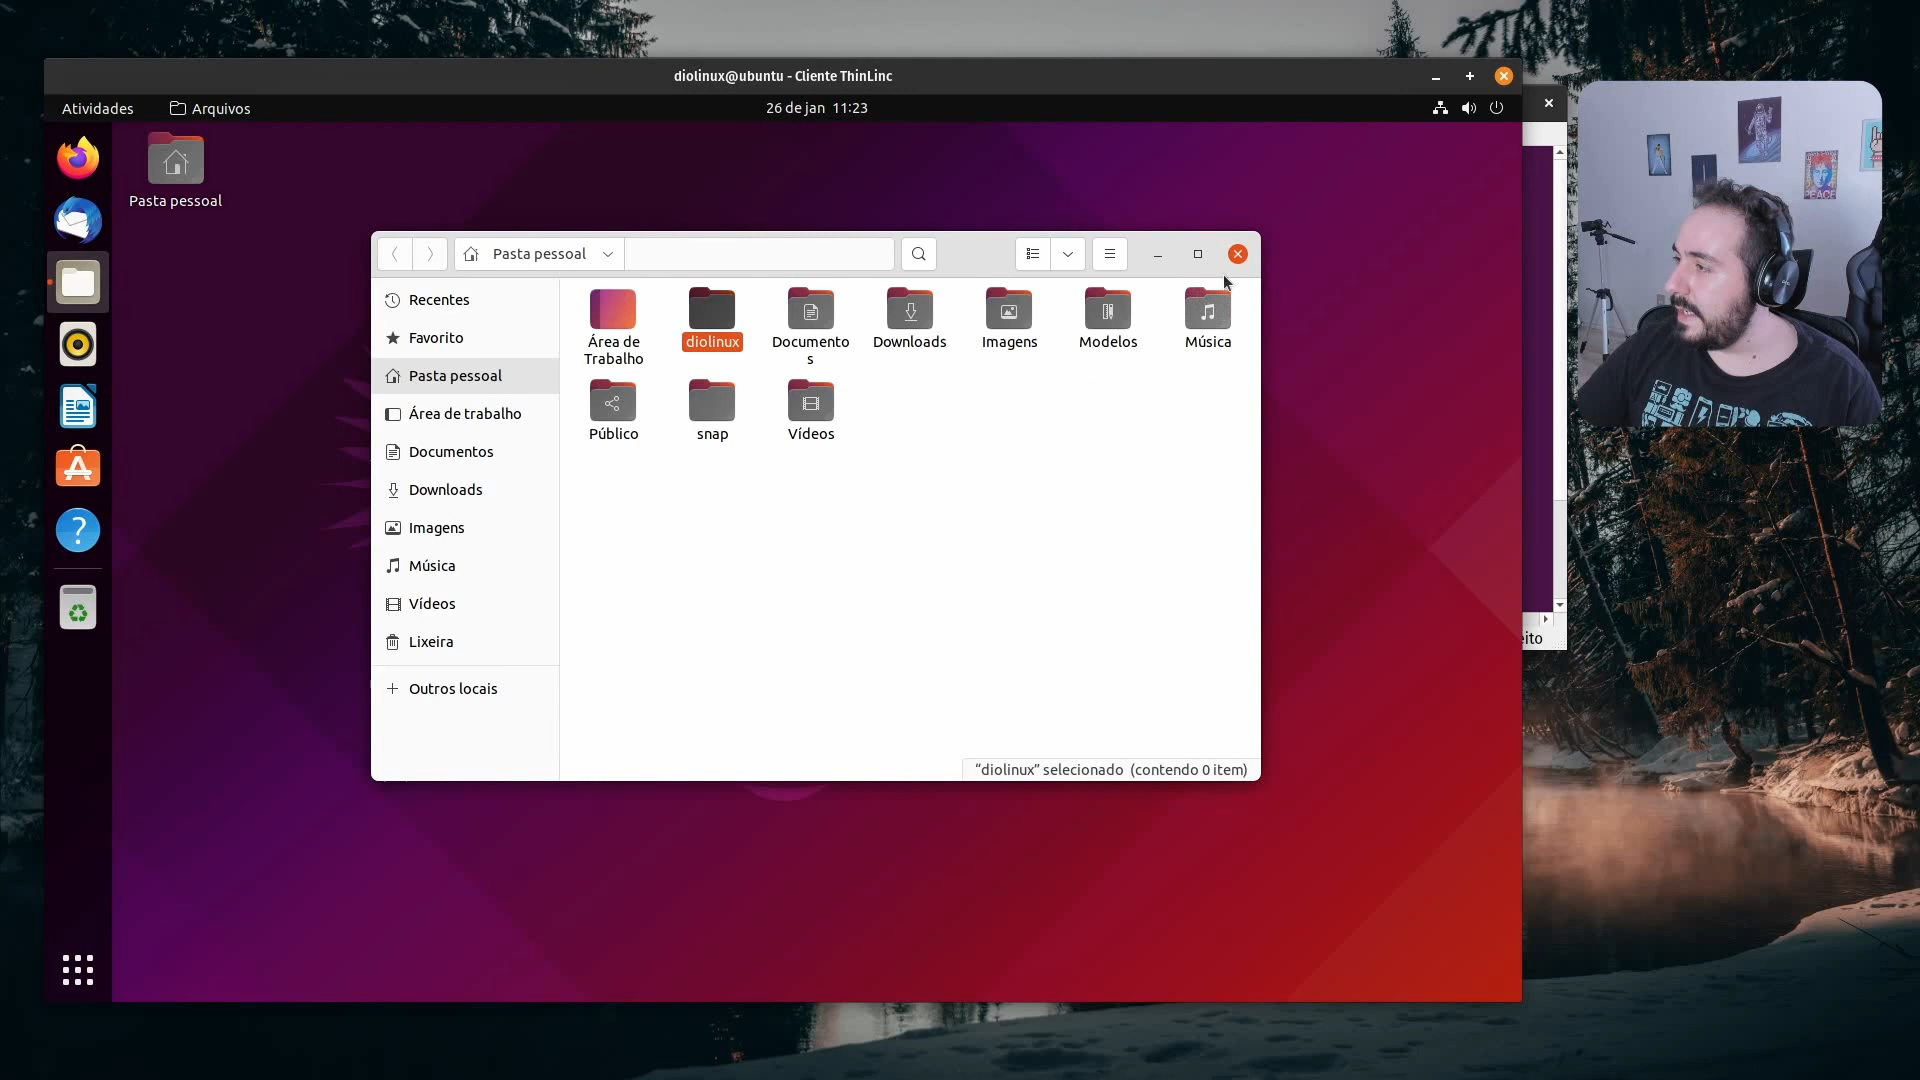 diolinux@ubuntu - Cliente ThinLinc
Atividades
Arquivos
26 de jan 11:23
Pasta pessoal
Pasta pessoal
Recentes
Favorito
Pasta pessoal
Área de trabalho
Documentos
Downloads
Imagens
Música
Vídeos
Lixeira
Outros locais
Área de
Trabalho
diolinux
Documento
s
Downloads
Imagens
Modelos
Música
Público
snap
Vídeos
“diolinux” selecionado (contendo 0 item)
eito
PEACE